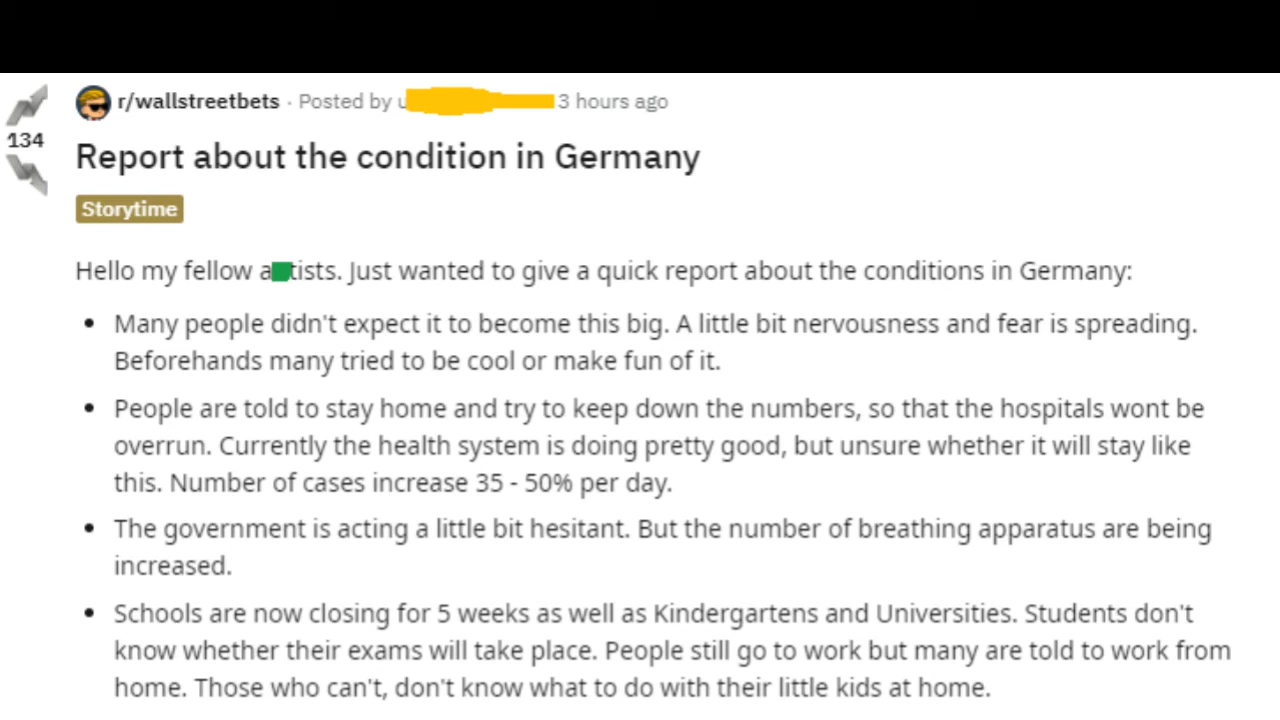 r/wallstreetbets · Posted by u 3 hours ago
134
Report about the condition in Germany
Storytime
Hello my fellow a tists. Just wanted to give a quick report about the conditions in Germany:
• Many people didn't expect it to become this big. A little bit nervousness and fear is spreading.
Beforehands many tried to be cool or make fun of it.
• People are told to stay home and try to keep down the numbers, so that the hospitals wont be
overrun. Currently the health system is doing pretty good, but unsure whether it will stay like
this. Number of cases increase 35 - 50% per day.
• The government is acting a little bit hesitant. But the number of breathing apparatus are being
increased.
• Schools are now closing for 5 weeks as well as Kindergartens and Universities. Students don't
know whether their exams will take place. People still go to work but many are told to work from
home. Those who can't, don't know what to do with their little kids at home.